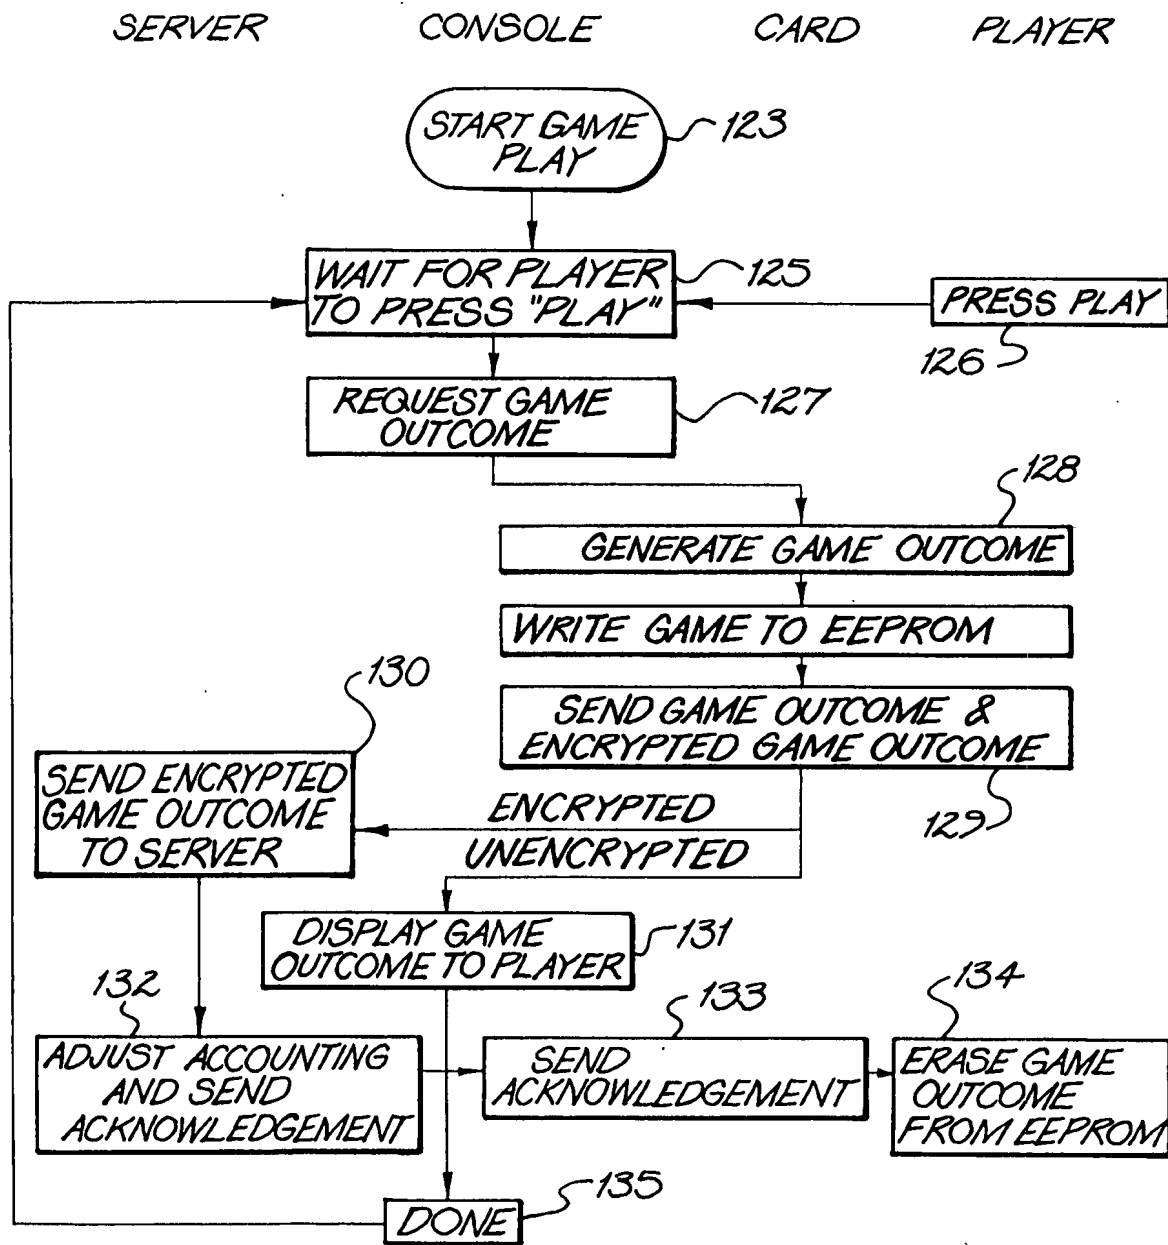 SERVER CONSOLE CARD PLAYER
START GAME
PLAY
123
WAIT FOR PLAYER
TO PRESS "PLAY"
125
PRESS PLAY
126
REQUEST GAME
OUTCOME
127
128
GENERATE GAME OUTCOME
WRITE GAME TO EEPROM
SEND GAME OUTCOME &
ENCRYPTED GAME OUTCOME
129
130
SEND ENCRYPTED
GAME OUTCOME
TO SERVER
ENCRYPTED
UNENCRYPTED
DISPLAY GAME
OUTCOME TO PLAYER
131
132
ADJUST ACCOUNTING
AND SEND
ACKNOWLEDGEMENT
133
SEND
ACKNOWLEDGEMENT
134
ERASE GAME
OUTCOME
FROM EEPROM
135
DONE